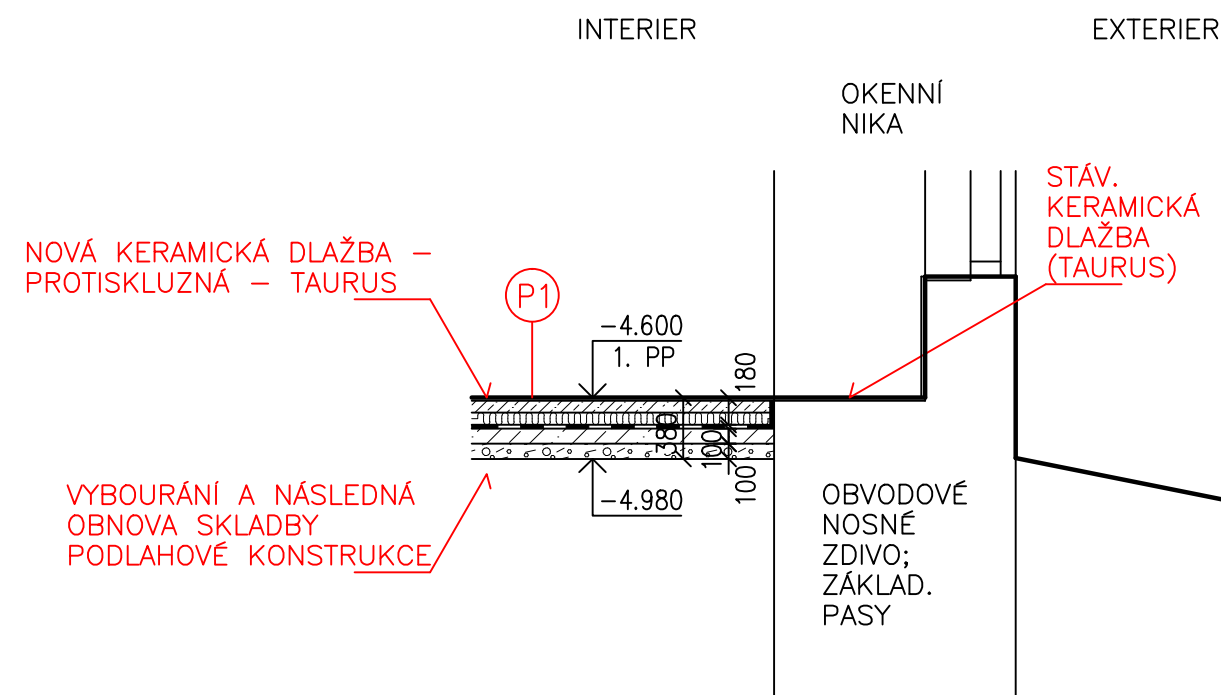 INTERIER
EXTERIER
OKENNÍ
NIKA
STÁV.
KERAMICKÁ
DLAŽBA
(TAURUS)
NOVÁ KERAMICKÁ DLAŽBA –
PROTISKLUZNÁ – TAURUS
P1
-4.600
1. PP
180
380
100
100
-4.980
VYBOURÁNÍ A NÁSLEDNÁ
OBNOVA SKLADBY
PODLAHOVÉ KONSTRUKCE
OBVODOVÉ
NOSNÉ
ZDIVO;
ZÁKLAD.
PASY